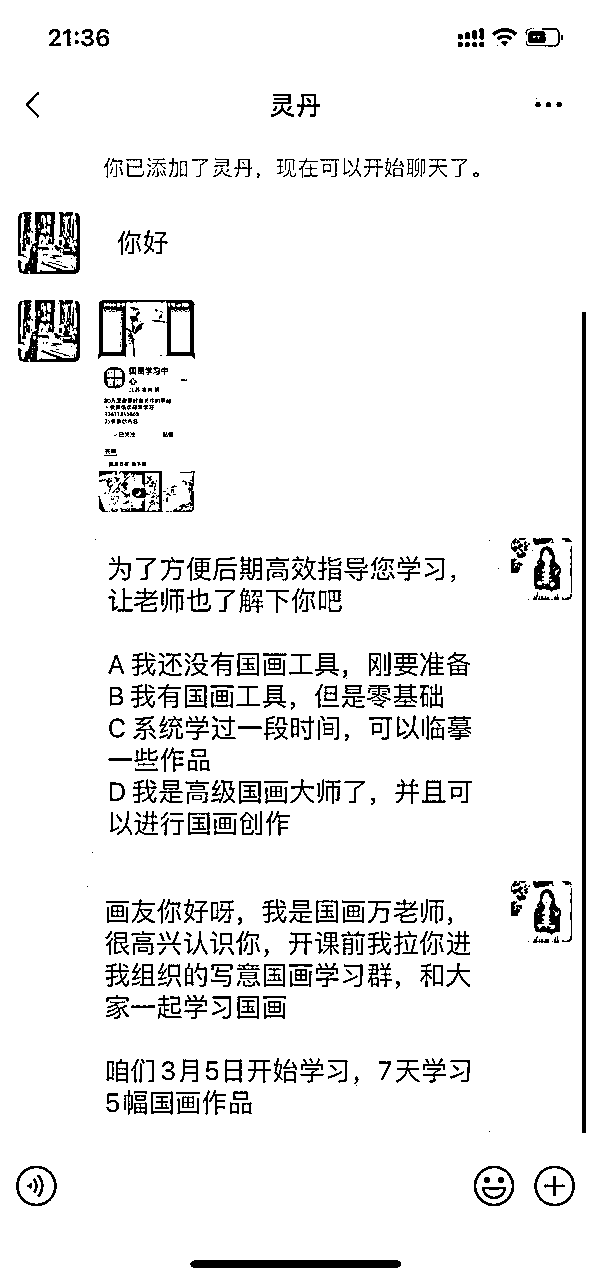 21:36
灵丹
你已添加了灵丹，现在可以开始聊天了。
你好
国画学习中
心
为了方便后期高效指导您学习，
让老师也了解下你吧
A 我还没有国画工具，刚要准备
B 我有国画工具，但是零基础
C 系统学过一段时间，可以临摹
一些作品
D 我是高级国画大师了，并且可
以进行国画创作
画友你好呀，我是国画万老师，
很高兴认识你，开课前我拉你进
我组织的写意国画学习群，和大
家一起学习国画
咱们3月5日开始学习，7天学习
5幅国画作品